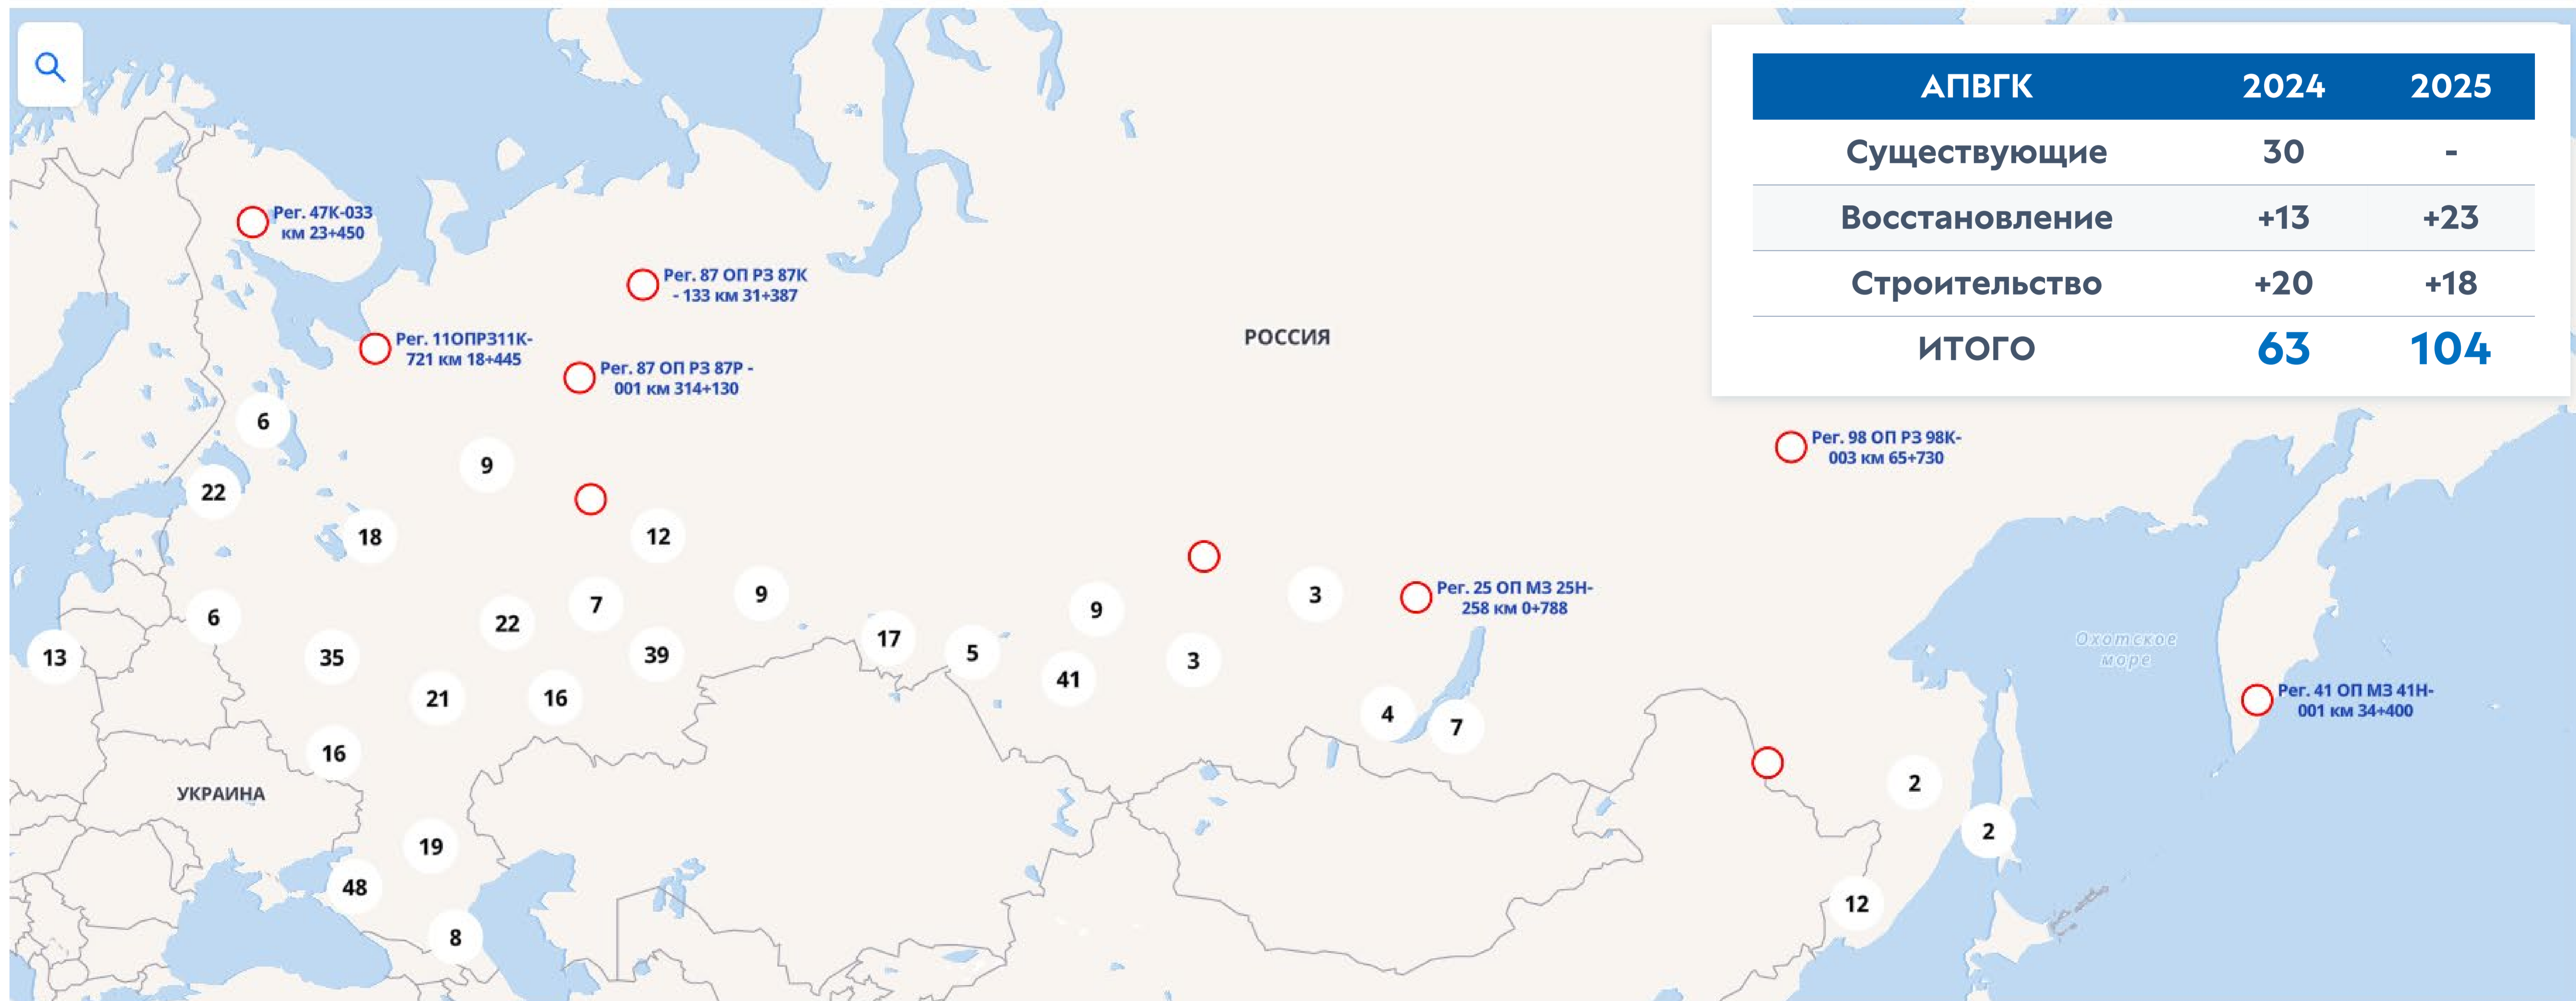 АПВГК 2024 2025
Существующие 30 -
Восстановление +13 +23
Строительство +20 +18
ИТОГО 63 104
Рег. 47К-033
км 23+450
Рег. 87 ОП РЗ 87К
- 133 км 31+387
РОССИЯ
Рег. 11ОПРЗ11К-
721 км 18+445
Рег. 87 ОП РЗ 87Р -
001 км 314+130
6
Рег. 98 ОП РЗ 98К-
003 км 65+730
9
22
18
12
Рег. 25 ОП МЗ 25Н-
258 км 0+788
9
3
7
9
6
22
17
Охотское
море
5
13
35
39
3
41
21
16
Рег. 41 ОП МЗ 41Н-
001 км 34+400
4
7
16
УКРАИНА
2
2
19
48
12
8